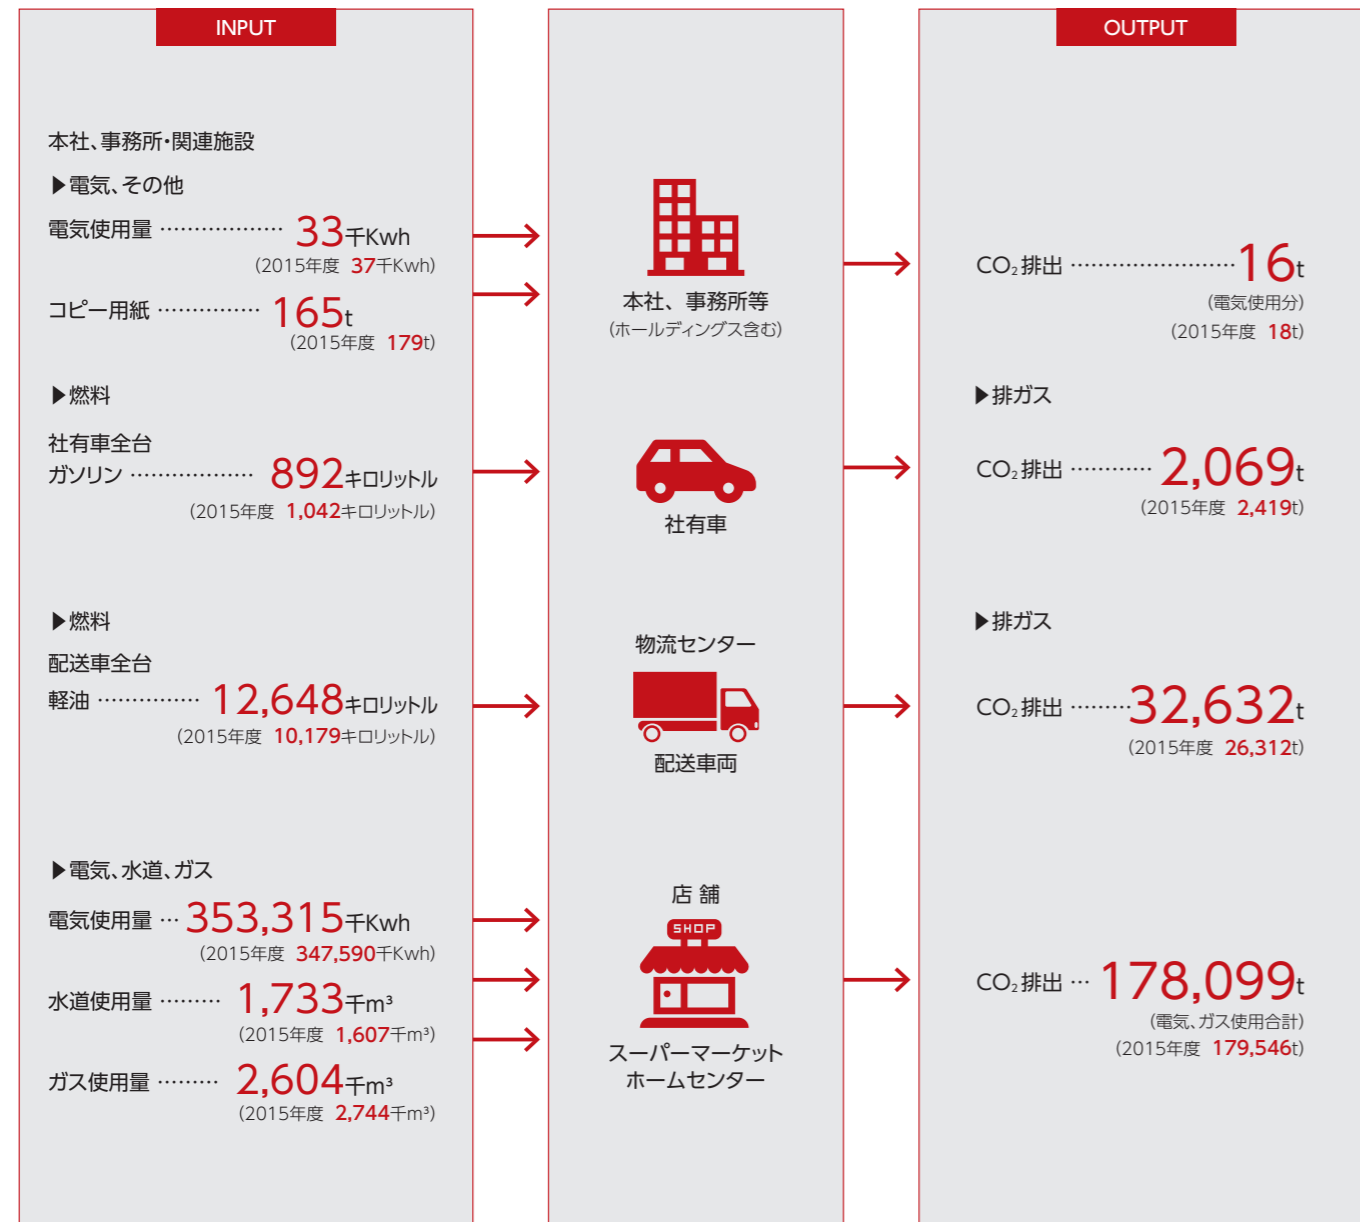 INPUT
本社、事務所・関連施設
▶電気、その他
電気使用量 ……………… 33千Kwh
(2015年度 37千Kwh)
コピー用紙 …………… 165t
(2015年度 179t)
▶燃料
社有車全台
ガソリン ……………… 892キロリットル
(2015年度 1,042キロリットル)
▶燃料
配送車全台
軽油 …………… 12,648キロリットル
(2015年度 10,179キロリットル)
▶電気、水道、ガス
電気使用量 … 353,315千Kwh
(2015年度 347,590千Kwh)
水道使用量 ……… 1,733千m³
(2015年度 1,607千m³)
ガス使用量 ……… 2,604千m³
(2015年度 2,744千m³)
本社、事務所等
(ホールディングス含む)
社有車
物流センター
配送車両
店舗
SHOP
スーパーマーケット
ホームセンター
OUTPUT
CO₂排出 …………………… 16t
(電気使用分)
(2015年度 18t)
▶排ガス
CO₂排出 ………… 2,069t
(2015年度 2,419t)
▶排ガス
CO₂排出 ……… 32,632t
(2015年度 26,312t)
CO₂排出 … 178,099t
(電気、ガス使用合計)
(2015年度 179,546t)